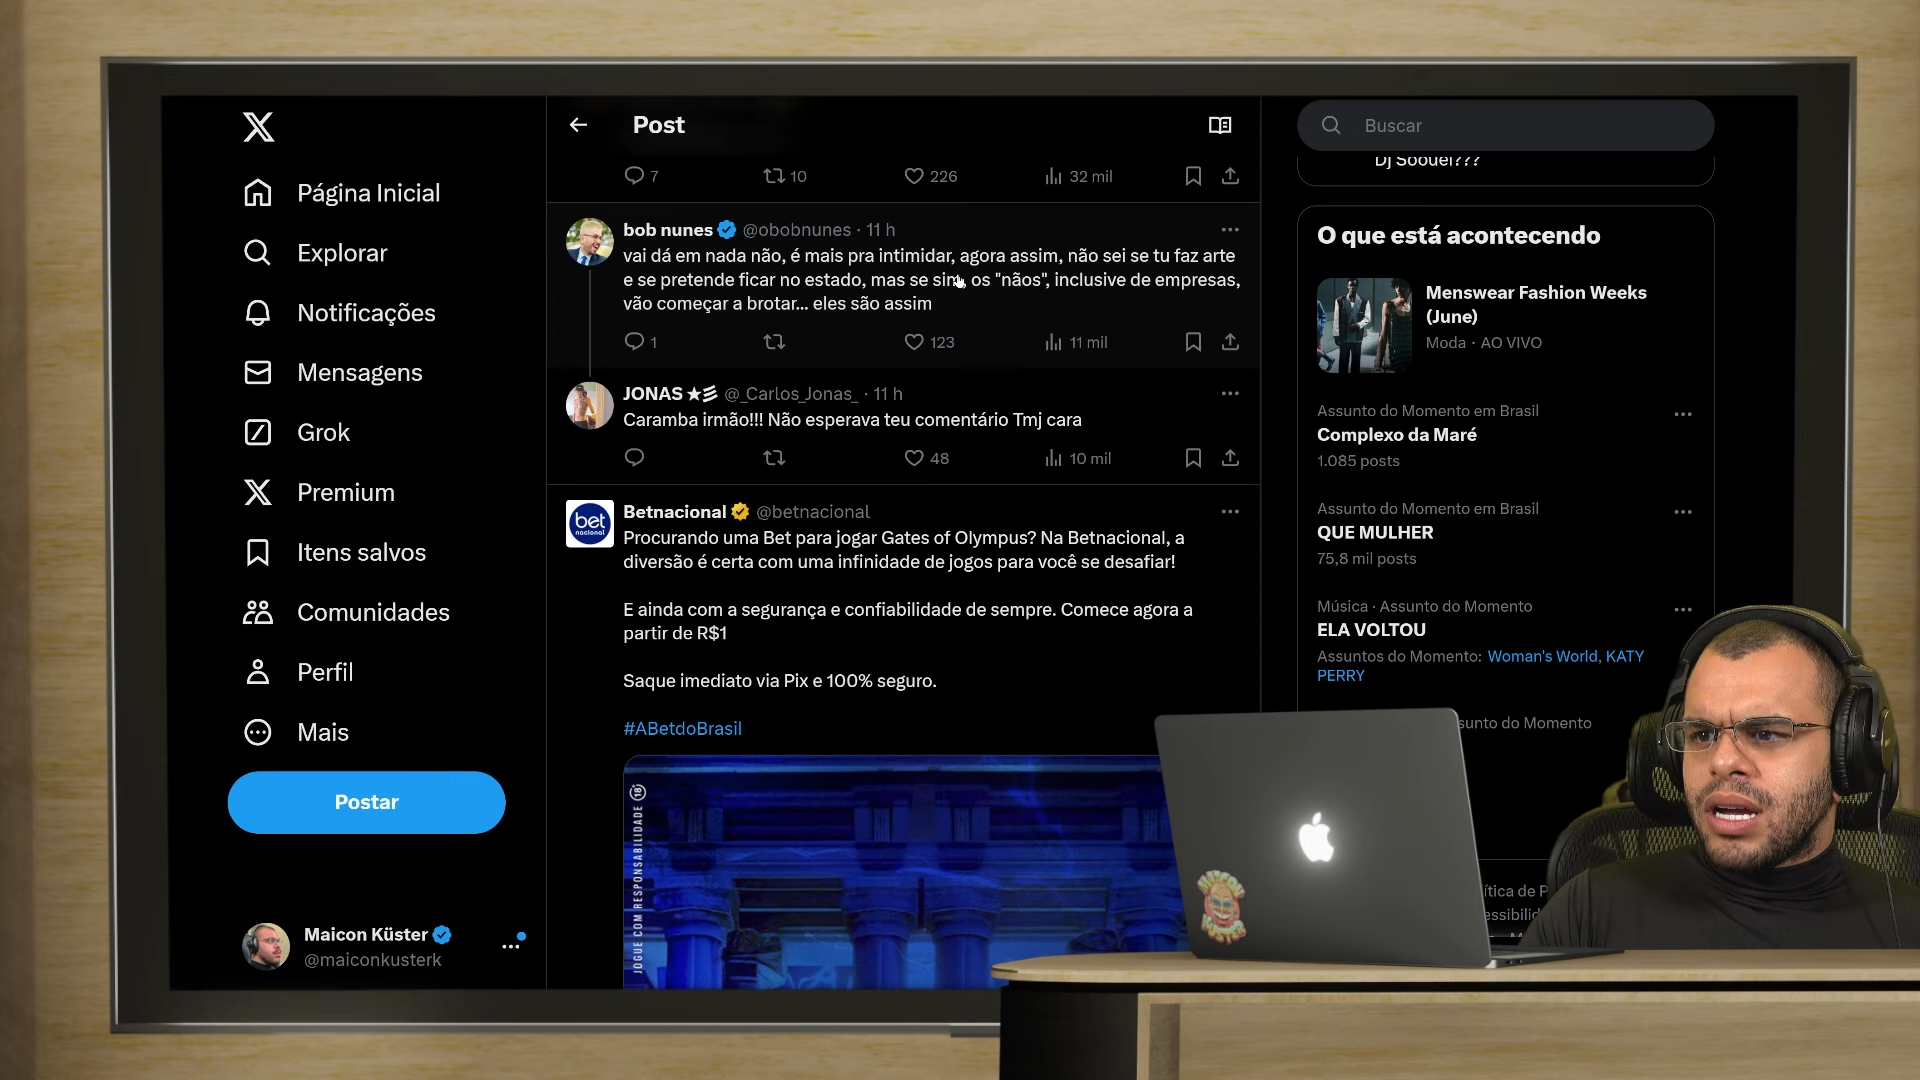 Página Inicial
Explorar
Notificações
Mensagens
Grok
Premium
Itens salvos
Comunidades
Perfil
Mais
Postar
Maicon Küster
@maiconkusterk
Post
7 10 226 32 mil
bob nunes @obobnunes · 11 h
vai dá em nada não, é mais pra intimidar, agora assim, não sei se tu faz arte
e se pretende ficar no estado, mas se sim, os "nãos", inclusive de empresas,
vão começar a brotar... eles são assim
1 123 11 mil
JONAS @_Carlos_Jonas_ · 11 h
Caramba irmão!!! Não esperava teu comentário Tmj cara
48 10 mil
bet
nacional
Betnacional @betnacional
Procurando uma Bet para jogar Gates of Olympus? Na Betnacional, a
diversão é certa com uma infinidade de jogos para você se desafiar!
E ainda com a segurança e confiabilidade de sempre. Comece agora a
partir de R$1
Saque imediato via Pix e 100% seguro.
#ABetdoBrasil
JOGUE COM RESPONSABILIDADE 18
Buscar
O que está acontecendo
Menswear Fashion Weeks
(June)
Moda · AO VIVO
Assunto do Momento em Brasil
Complexo da Maré
1.085 posts
Assunto do Momento em Brasil
QUE MULHER
75,8 mil posts
Música · Assunto do Momento
ELA VOLTOU
Assuntos do Momento: Woman's World, KATY
PERRY
do Momento